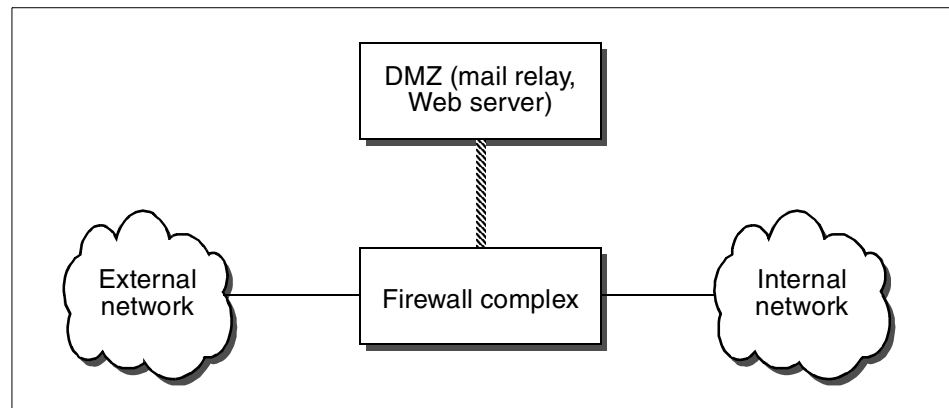 DMZ (mail relay,
Web server)
External
network
Firewall complex
Internal
network